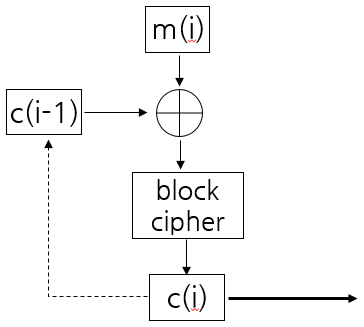 m(i)
c(i-1)
block
cipher
c(i)